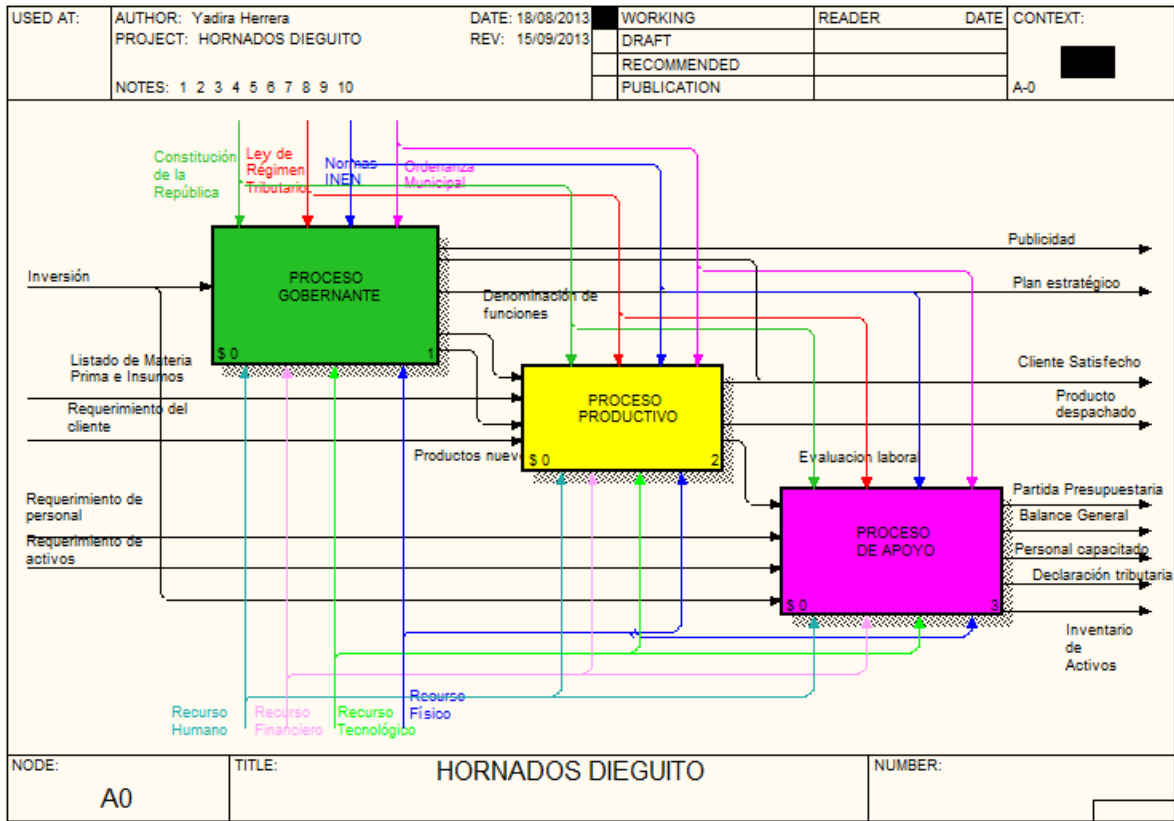 USED AT:
AUTHOR: Yadira Herrera
DATE: 18/08/2013
WORKING
READER
DATE
CONTEXT:
PROJECT: HORNADOS DIEGUITO
REV: 15/09/2013
DRAFT
RECOMMENDED
NOTES: 1 2 3 4 5 6 7 8 9 10
PUBLICATION
A-0
Constitución
de la
República
Ley de
Régimen
Tributario
Normas
INEN
Ordenanza
Municipal
Inversión
PROCESO
GOBERNANTE
$ 0
1
Publicidad
Plan estratégico
Denominación de
funciones
Listado de Materia
Prima e Insumos
Requerimiento del
cliente
Productos nuev
PROCESO
PRODUCTIVO
$ 0
2
Cliente Satisfecho
Producto
despachado
Evaluacion laboral
Requerimiento de
personal
Requerimiento de
activos
PROCESO
DE APOYO
$ 0
3
Partida Presupuestaria
Balance General
Personal capacitado
Declaración tributaria
Inventario
de
Activos
Recurso
Humano
Recurso
Financiero
Recurso
Tecnológico
Recurso
Físico
NODE:
A0
TITLE:
HORNADOS DIEGUITO
NUMBER: